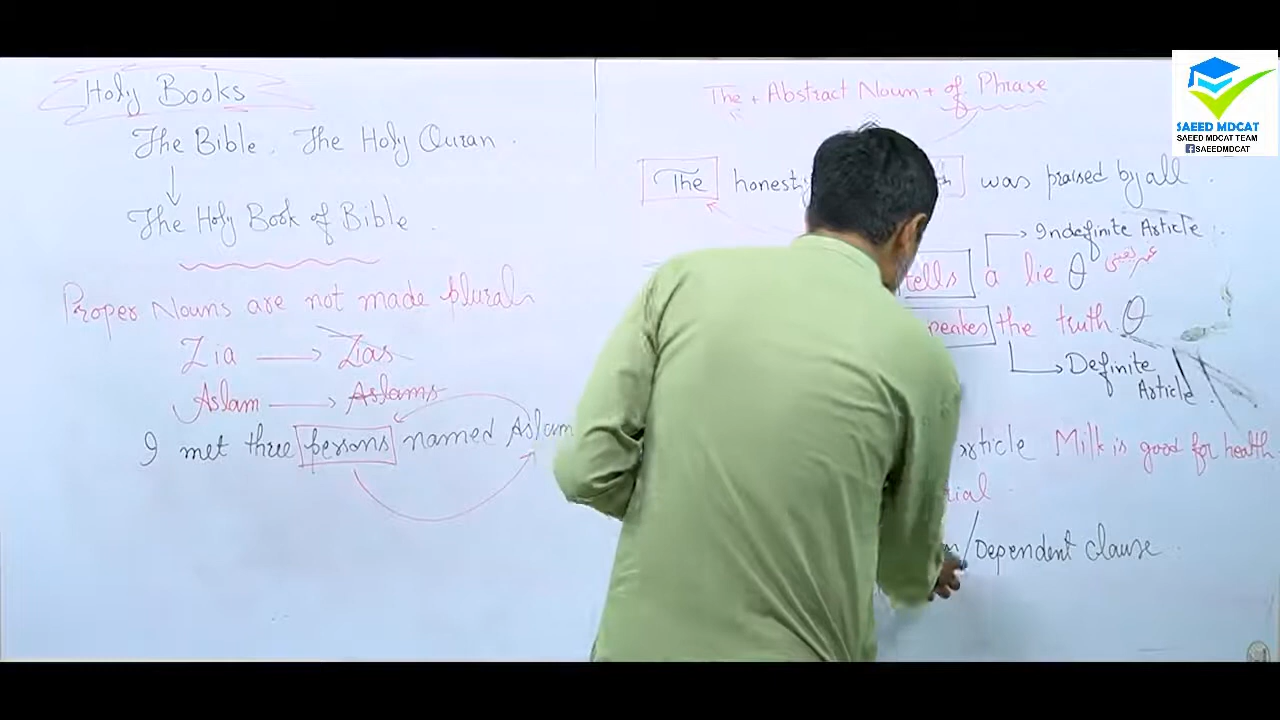 Holy Books
The Bible. The Holy Quran.
The Holy Book of Bible.
Proper Nouns are not made plural
Zia → Zias
Aslam → Aslams
I met three persons named Aslam
The + Abstract Noun + of Phrase
The honesty was praised by all.
Indefinite Article
tells a lie θ
the truth. θ
Definite Article.
article Milk is good for health.
/Dependent clause
SAEED MDCAT
SAEED MDCAT TEAM
SAEEDMDCAT